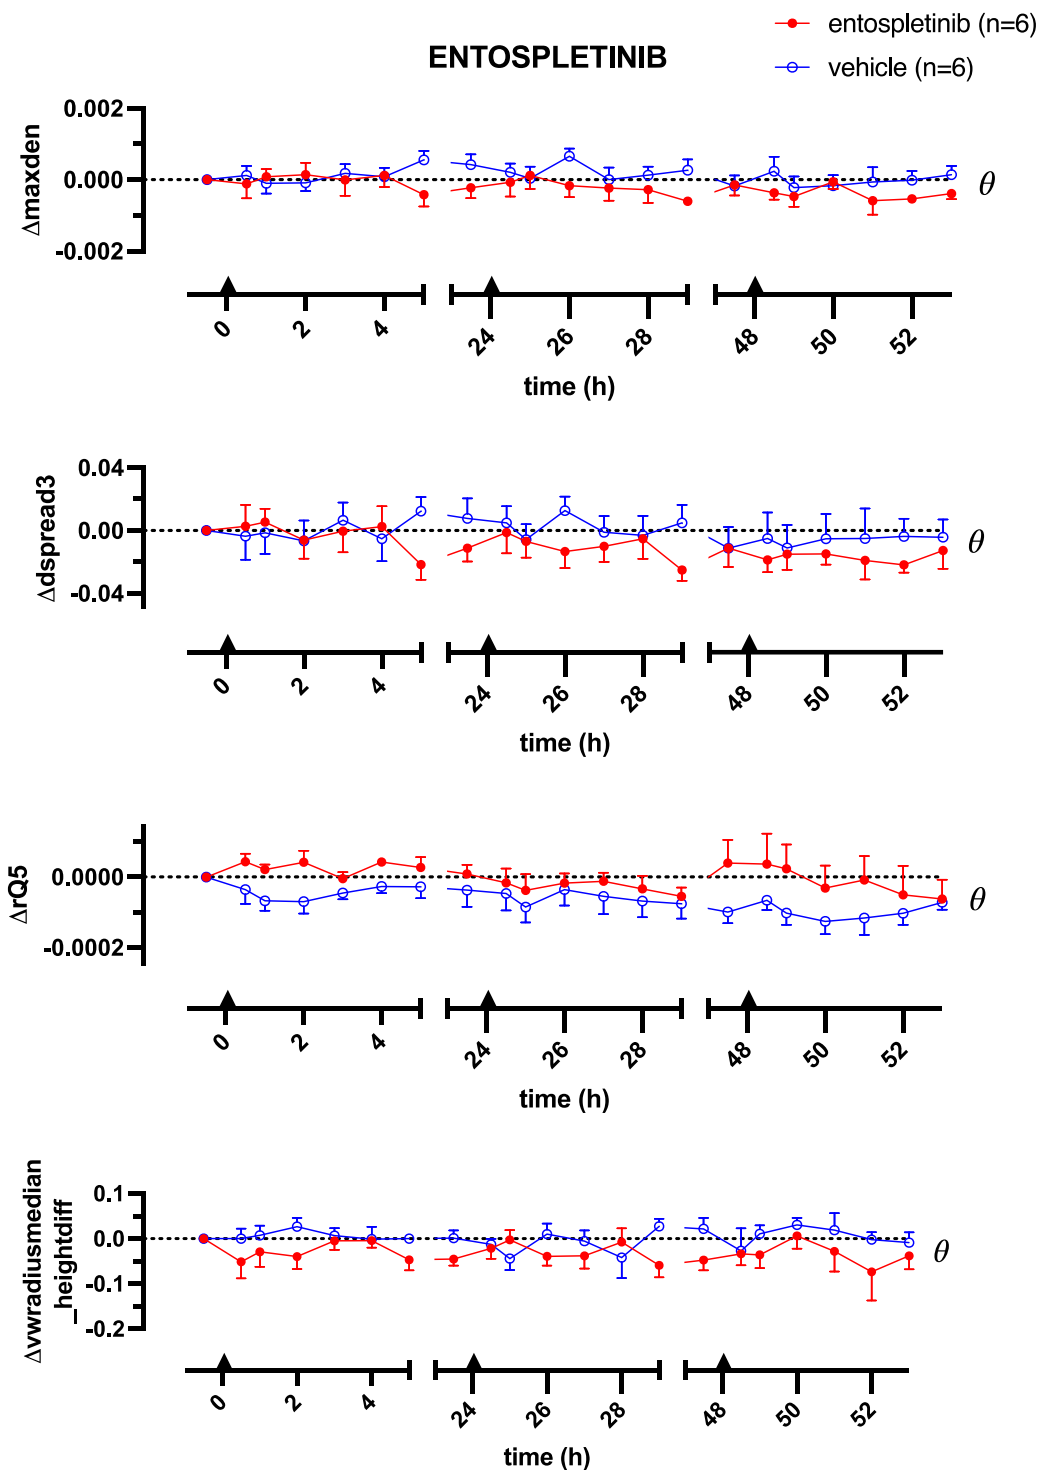 entospletinib (n=6)
ENTOSPLETINIB
vehicle (n=6)
Δmaxden
0.002
0.000
-0.002
θ
0 2 4 24 26 28 48 50 52
time (h)
Δdspread3
0.04
0.00
-0.04
θ
0 2 4 24 26 28 48 50 52
time (h)
ΔrQ5
0.0000
-0.0002
θ
0 2 4 24 26 28 48 50 52
time (h)
Δvwradiusmedian
_heightdiff
0.1
0.0
-0.1
-0.2
θ
0 2 4 24 26 28 48 50 52
time (h)